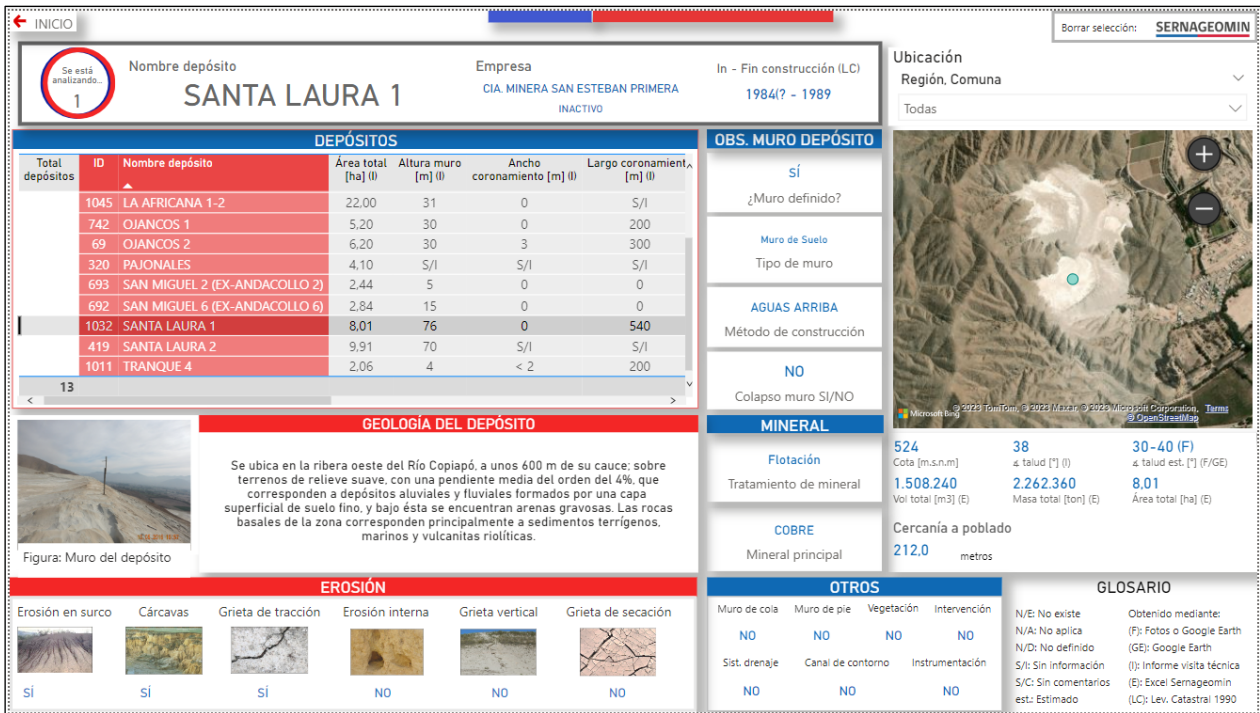 INICIO
Borrar selección: SERNAGEOMIN
Se está analizando...
1
Nombre depósito
SANTA LAURA 1
Empresa
CIA. MINERA SAN ESTEBAN PRIMERA
INACTIVO
In - Fin construcción (LC)
1984(? - 1989
Ubicación
Región, Comuna
Todas
DEPÓSITOS
Total depósitos ID Nombre depósito Área total [ha] (I) Altura muro [m] (I) Ancho coronamiento [m] (I) Largo coronamient [m] (I)
1045 LA AFRICANA 1-2 22,00 31 0 S/I
742 OJANCOS 1 5,20 30 0 200
69 OJANCOS 2 6,20 30 3 300
320 PAJONALES 4,10 S/I S/I S/I
693 SAN MIGUEL 2 (EX-ANDACOLLO 2) 2,44 5 0 0
692 SAN MIGUEL 6 (EX-ANDACOLLO 6) 2,84 15 0 0
1032 SANTA LAURA 1 8,01 76 0 540
419 SANTA LAURA 2 9,91 70 S/I S/I
1011 TRANQUE 4 2,06 4 < 2 200
13
OBS. MURO DEPÓSITO
SÍ
¿Muro definido?
Muro de Suelo
Tipo de muro
AGUAS ARRIBA
Método de construcción
NO
Colapso muro SI/NO
Microsoft Bing
© 2023 TomTom, © 2023 Maxar, © 2023 Microsoft Corporation, Terms
© OpenStreetMap
GEOLOGÍA DEL DEPÓSITO
Se ubica en la ribera oeste del Río Copiapó, a unos 600 m de su cauce; sobre
terrenos de relieve suave, con una pendiente media del orden del 4%, que
corresponden a depósitos aluviales y fluviales formados por una capa
superficial de suelo fino, y bajo ésta se encuentran arenas gravosas. Las rocas
basales de la zona corresponden principalmente a sedimentos terrígenos,
marinos y vulcanitas riolíticas.
Figura: Muro del depósito
MINERAL
Flotación
Tratamiento de mineral
COBRE
Mineral principal
524 38 30-40 (F)
Cota [m.s.n.m] ∡ talud [°] (I) ∡ talud est. [°] (F/GE)
1.508.240 2.262.360 8,01
Vol total [m3] (E) Masa total [ton] (E) Área total [ha] (E)
Cercanía a poblado
212,0 metros
EROSIÓN
Erosión en surco Cárcavas Grieta de tracción Erosión interna Grieta vertical Grieta de secación
SÍ SÍ SÍ NO NO NO
OTROS
Muro de cola Muro de pie Vegetación Intervención
NO NO NO NO
Sist. drenaje Canal de contorno Instrumentación
NO NO NO
GLOSARIO
N/E: No existe Obtenido mediante:
N/A: No aplica (F): Fotos o Google Earth
N/D: No definido (GE): Google Earth
S/I: Sin información (I): Informe visita técnica
S/C: Sin comentarios (E): Excel Sernageomin
est.: Estimado (LC): Lev. Catastral 1990